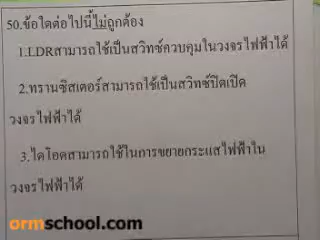 50.ข้อใดต่อไปนี้ไม่ถูกต้อง
1.LDRสามารถใช้เป็นสวิทซ์ควบคุมในวงจรไฟฟ้าได้
2.ทรานซิสเตอร์สามารถใช้เป็นสวิทซ์ปิดเปิด
วงจรไฟฟ้าได้
3.ไดโอดสามารถใช้ในการขยายกระแสไฟฟ้าใน
วงจรไฟฟ้าได้
ormschool.com